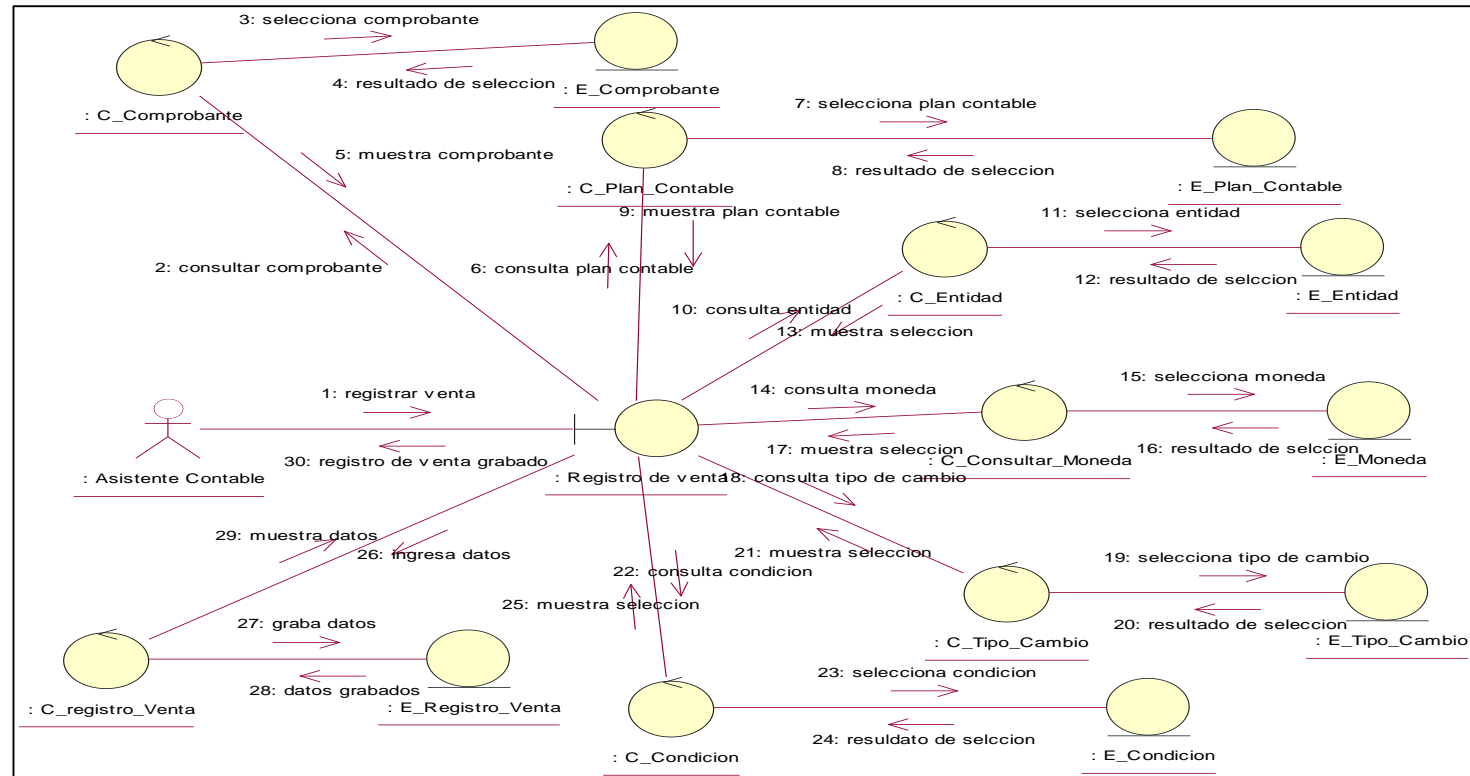 3: selecciona comprobante
4: resultado de seleccion
: E_Comprobante
: C_Comprobante
7: selecciona plan contable
8: resultado de seleccion
: C_Plan_Contable
: E_Plan_Contable
5: muestra comprobante
9: muestra plan contable
11: selecciona entidad
2: consultar comprobante
6: consulta plan contable
12: resultado de selccion
: C_Entidad
: E_Entidad
10: consulta entidad
13: muestra seleccion
1: registrar venta
14: consulta moneda
15: selecciona moneda
30: registro de venta grabado
17: muestra seleccion
16: resultado de selccion
: C_Consultar_Moneda
: E_Moneda
: Asistente Contable
: Registro de venta
18: consulta tipo de cambio
29: muestra datos
26: ingresa datos
21: muestra seleccion
19: selecciona tipo de cambio
22: consulta condicion
25: muestra seleccion
27: graba datos
20: resultado de seleccion
: C_Tipo_Cambio
: E_Tipo_Cambio
23: selecciona condicion
28: datos grabados
: C_registro_Venta
: E_Registro_Venta
24: resuldato de selccion
: C_Condicion
: E_Condicion